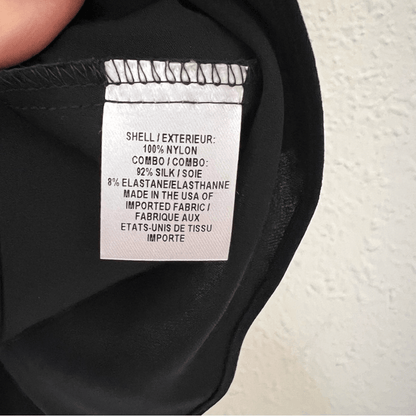 SHELL / EXTERIEUR:
100% NYLON
COMBO / COMBO:
92% SILK / SOIE
8% ELASTANE/ELASTHANNE
MADE IN THE USA OF
IMPORTED FABRIC /
FABRIQUE AUX
ETATS-UNIS DE TISSU
IMPORTE